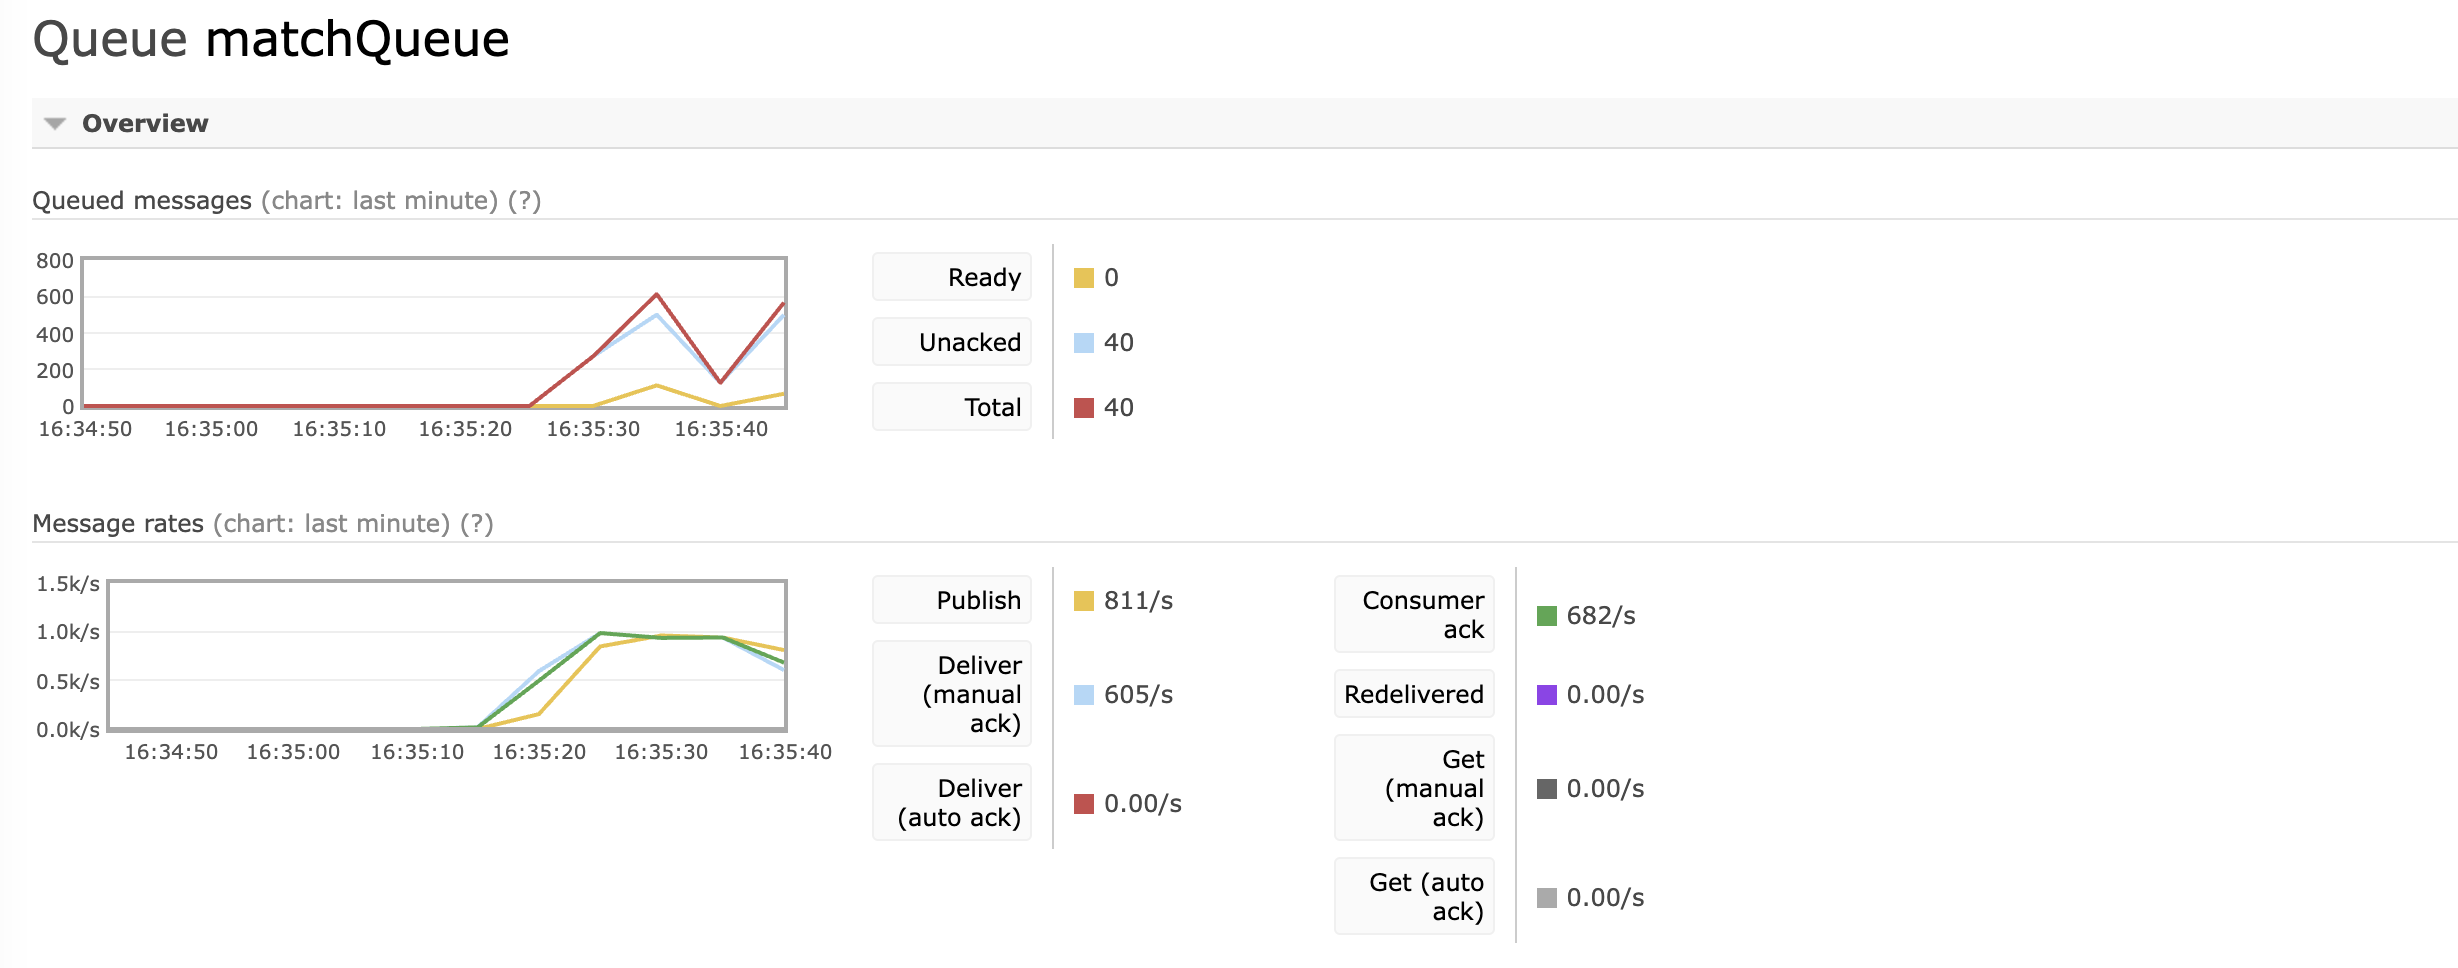 Queue matchQueue
Overview
Queued messages (chart: last minute) (?)
800
600
400
200
0
16:34:50 16:35:00 16:35:10 16:35:20 16:35:30 16:35:40
Ready 0
Unacked 40
Total 40
Message rates (chart: last minute) (?)
1.5k/s
1.0k/s
0.5k/s
0.0k/s
16:34:50 16:35:00 16:35:10 16:35:20 16:35:30 16:35:40
Publish 811/s
Deliver
(manual 605/s
ack)
Deliver
(auto ack) 0.00/s
Consumer
ack 682/s
Redelivered 0.00/s
Get
(manual 0.00/s
ack)
Get (auto
ack) 0.00/s